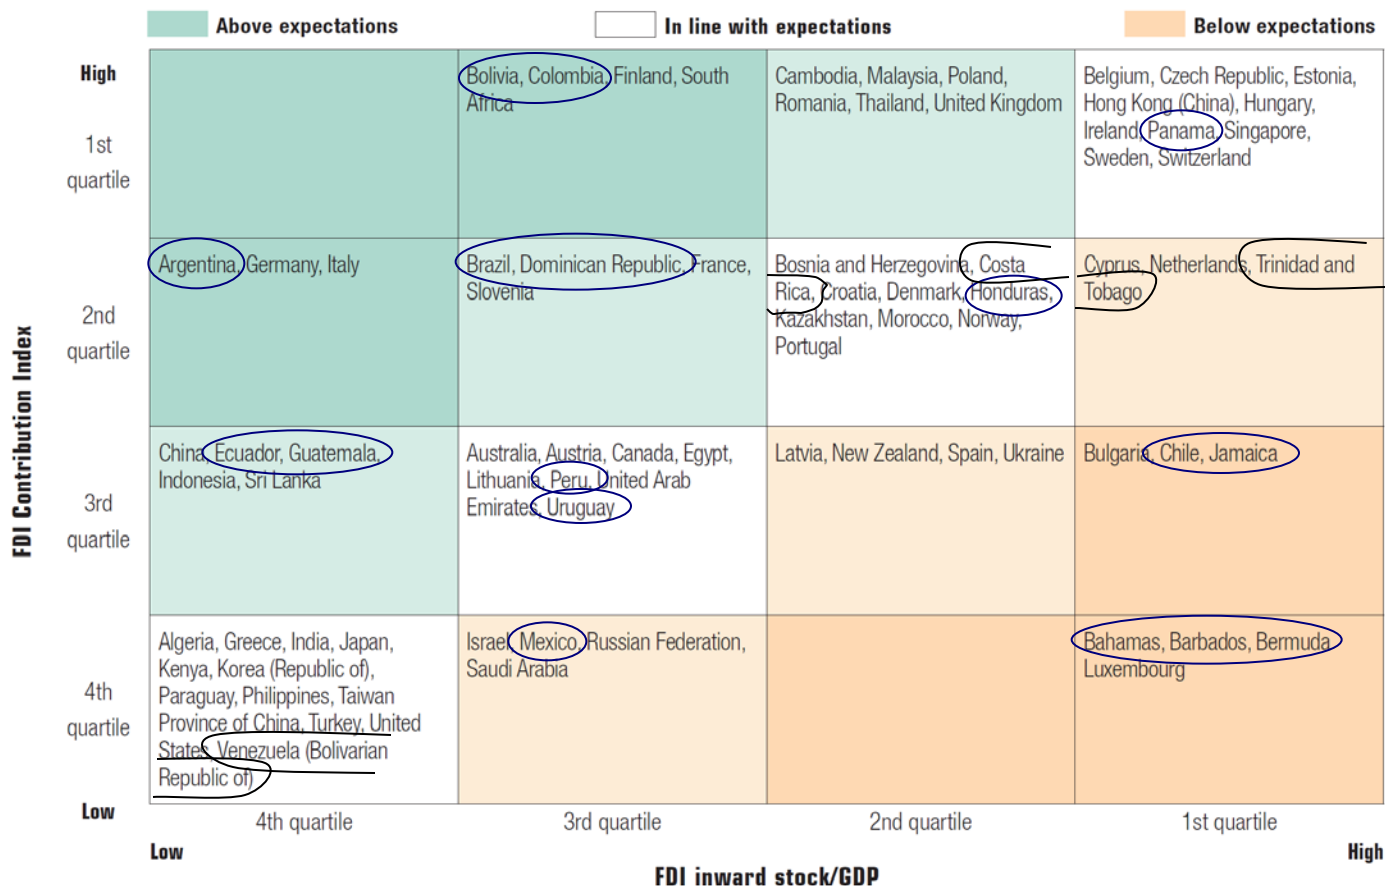 Above expectations
In line with expectations
Below expectations
High
1st
quartile
Bolivia, Colombia, Finland, South
Africa
Cambodia, Malaysia, Poland,
Romania, Thailand, United Kingdom
Belgium, Czech Republic, Estonia,
Hong Kong (China), Hungary,
Ireland, Panama, Singapore,
Sweden, Switzerland
2nd
quartile
Argentina, Germany, Italy
Brazil, Dominican Republic, France,
Slovenia
Bosnia and Herzegovina, Costa
Rica, Croatia, Denmark, Honduras,
Kazakhstan, Morocco, Norway,
Portugal
Cyprus, Netherlands, Trinidad and
Tobago
3rd
quartile
China, Ecuador, Guatemala,
Indonesia, Sri Lanka
Australia, Austria, Canada, Egypt,
Lithuania, Peru, United Arab
Emirates, Uruguay
Latvia, New Zealand, Spain, Ukraine
Bulgaria, Chile, Jamaica
4th
quartile
Low
Algeria, Greece, India, Japan,
Kenya, Korea (Republic of),
Paraguay, Philippines, Taiwan
Province of China, Turkey, United
States, Venezuela (Bolivarian
Republic of)
Israel, Mexico, Russian Federation,
Saudi Arabia
Bahamas, Barbados, Bermuda,
Luxembourg
FDI Contribution Index
4th quartile
3rd quartile
2nd quartile
1st quartile
Low
High
FDI inward stock/GDP